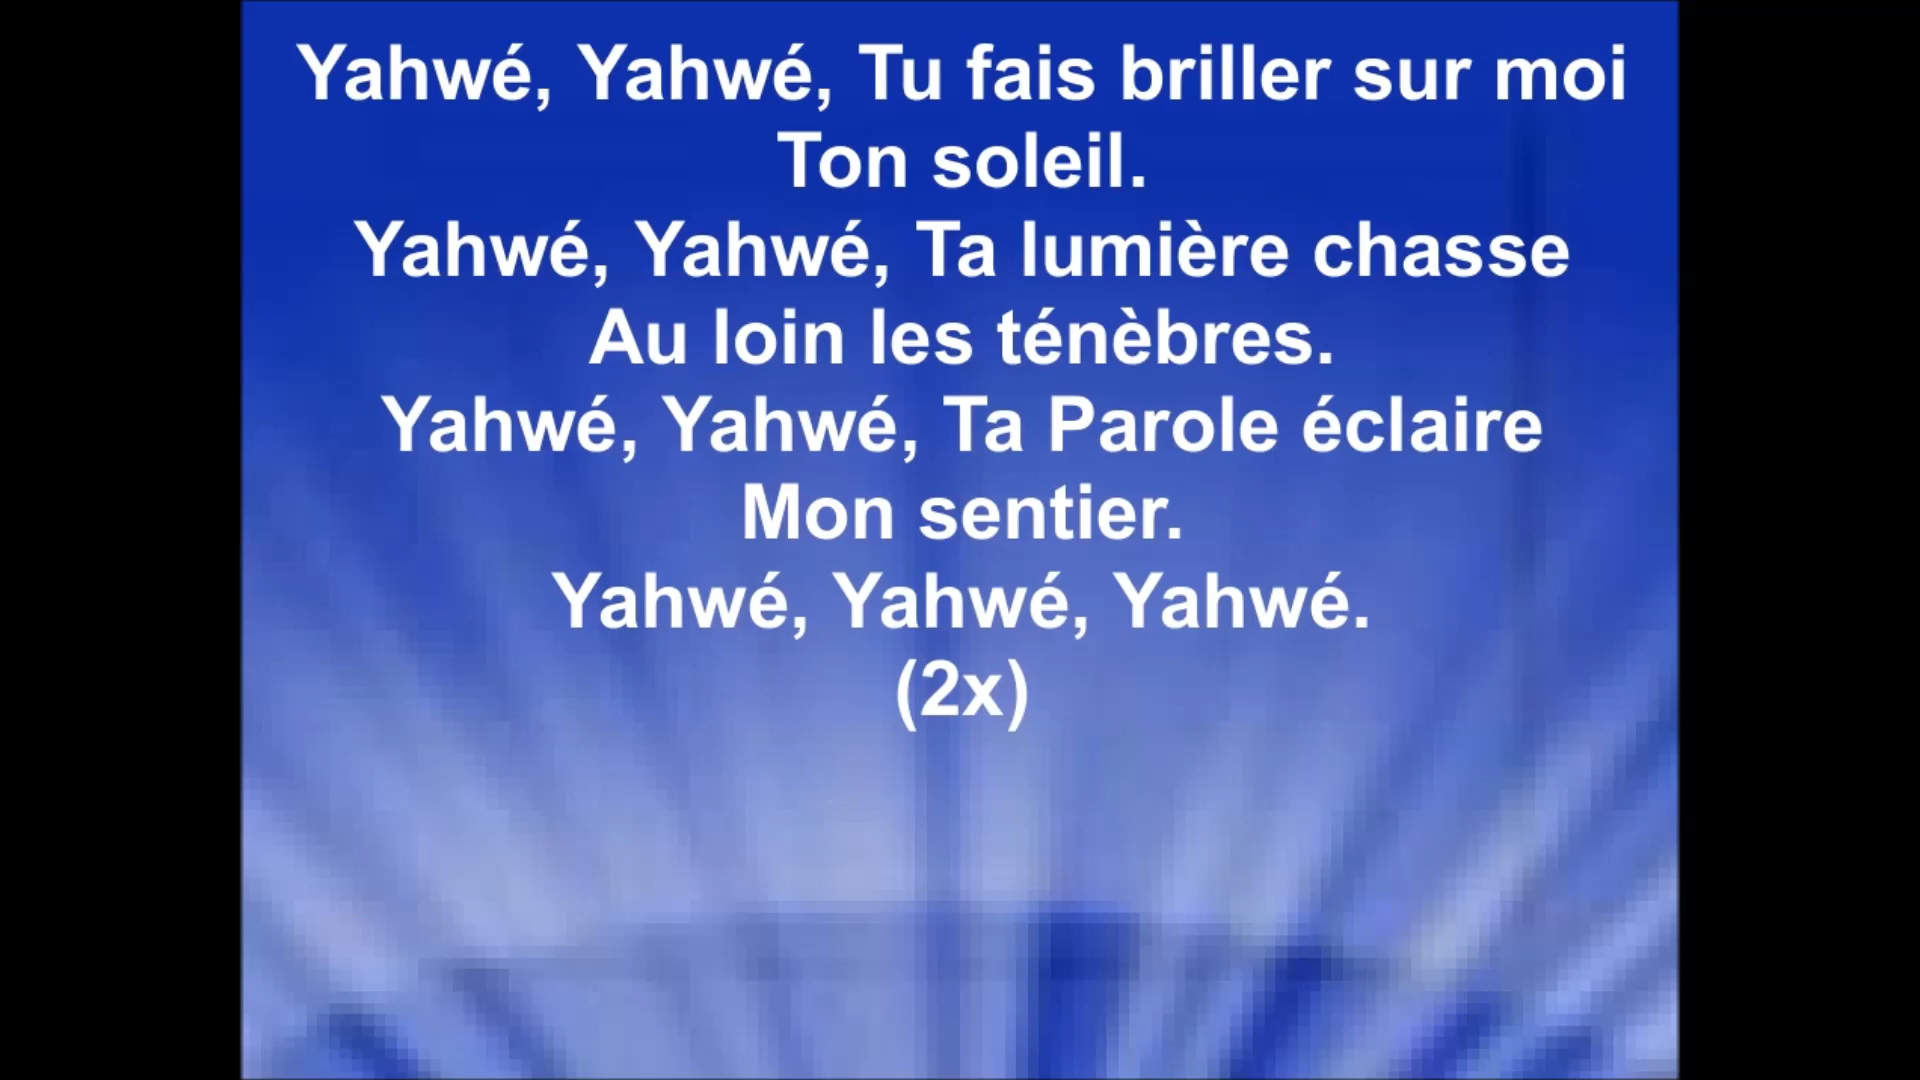 Yahwé, Yahwé, Tu fais briller sur moi
Ton soleil.
Yahwé, Yahwé, Ta lumière chasse
Au loin les ténèbres.
Yahwé, Yahwé, Ta Parole éclaire
Mon sentier.
Yahwé, Yahwé, Yahwé.
(2x)